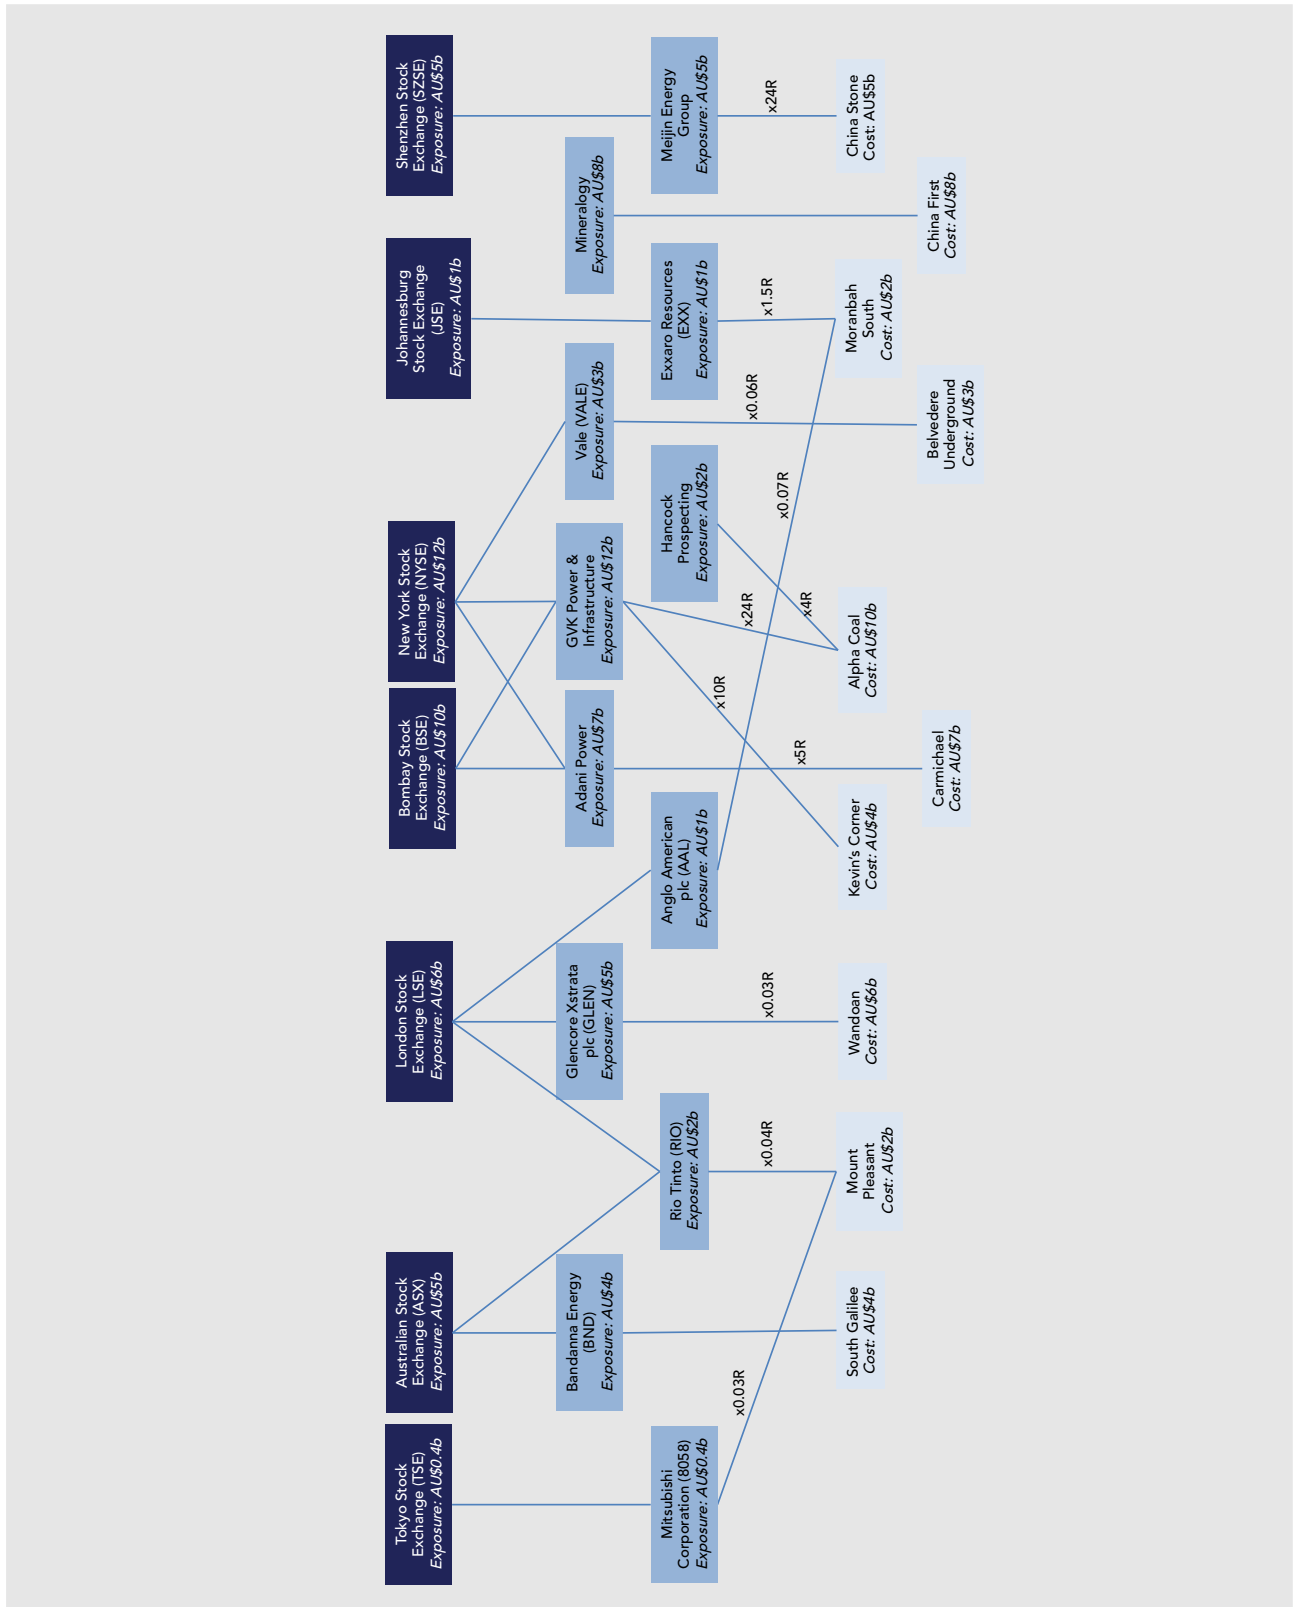 Tokyo Stock
Exchange (TSE)
Exposure: AU$0.4b
Australian Stock
Exchange (ASX)
Exposure: AU$5b
London Stock
Exchange (LSE)
Exposure: AU$6b
Bombay Stock
Exchange (BSE)
Exposure: AU$10b
New York Stock
Exchange (NYSE)
Exposure: AU$12b
Johannesburg
Stock Exchange
(JSE)
Exposure: AU$1b
Shenzhen Stock
Exchange (SZSE)
Exposure: AU$5b
Bandanna Energy
(BND)
Exposure: AU$4b
Glencore Xstrata
plc (GLEN)
Exposure: AU$5b
Adani Power
Exposure: AU$7b
GVK Power &
Infrastructure
Exposure: AU$12b
Vale (VALE)
Exposure: AU$3b
Mineralogy
Exposure: AU$8b
Mitsubishi
Corporation (8058)
Exposure: AU$0.4b
Rio Tinto (RIO)
Exposure: AU$2b
Anglo American
plc (AAL)
Exposure: AU$1b
Hancock
Prospecting
Exposure: AU$2b
Exxaro Resources
(EXX)
Exposure: AU$1b
Meijin Energy
Group
Exposure: AU$5b
x0.03R
x0.04R
x0.03R
x10R
x5R
x24R
x4R
x0.07R
x0.06R
x1.5R
x24R
South Galilee
Cost: AU$4b
Mount
Pleasant
Cost: AU$2b
Wandoan
Cost: AU$6b
Kevin's Corner
Cost: AU$4b
Alpha Coal
Cost: AU$10b
Moranbah
South
Cost: AU$2b
China Stone
Cost: AU$5b
Carmichael
Cost: AU$7b
Belvedere
Underground
Cost: AU$3b
China First
Cost: AU$8b